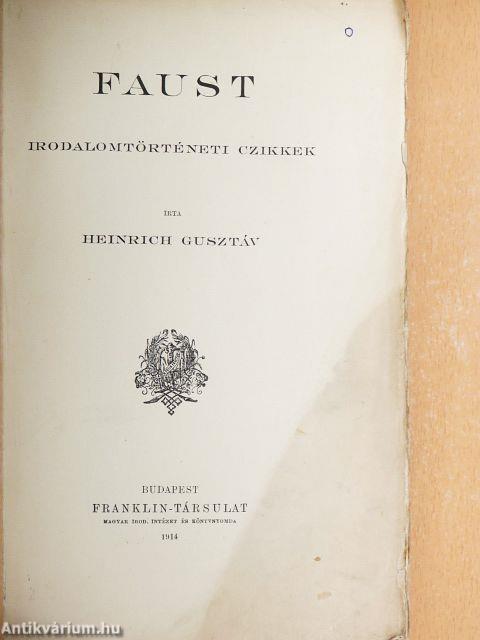 FAUST
IRODALOMTÖRTÉNETI CZIKKEK
IRTA
HEINRICH GUSZTÁV
BUDAPEST
FRANKLIN-TÁRSULAT
MAGYAR IROD. INTÉZET ÉS KÖNYVNYOMDA
1914
Antikvárium.hu